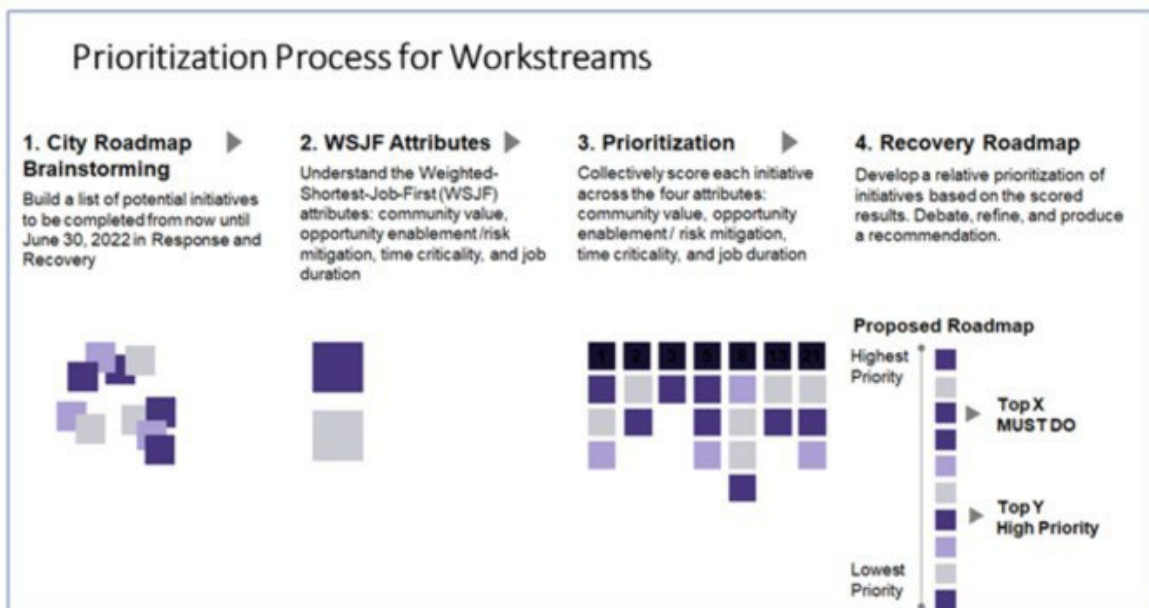 Prioritization Process for Workstreams
1. City Roadmap
Brainstorming
Build a list of potential initiatives
to be completed from now until
June 30, 2022 in Response and
Recovery
2. WSJF Attributes
Understand the Weighted-
Shortest-Job-First (WSJF)
attributes: community value,
opportunity enablement/risk
mitigation, time criticality, and job
duration
3. Prioritization
Collectively score each initiative
across the four attributes:
community value, opportunity
enablement / risk mitigation,
time criticality, and job duration
1 2 3 5 8 13 21
4. Recovery Roadmap
Develop a relative prioritization of
initiatives based on the scored
results. Debate, refine, and produce
a recommendation.
Proposed Roadmap
Highest
Priority
Top X
MUST DO
Top Y
High Priority
Lowest
Priority